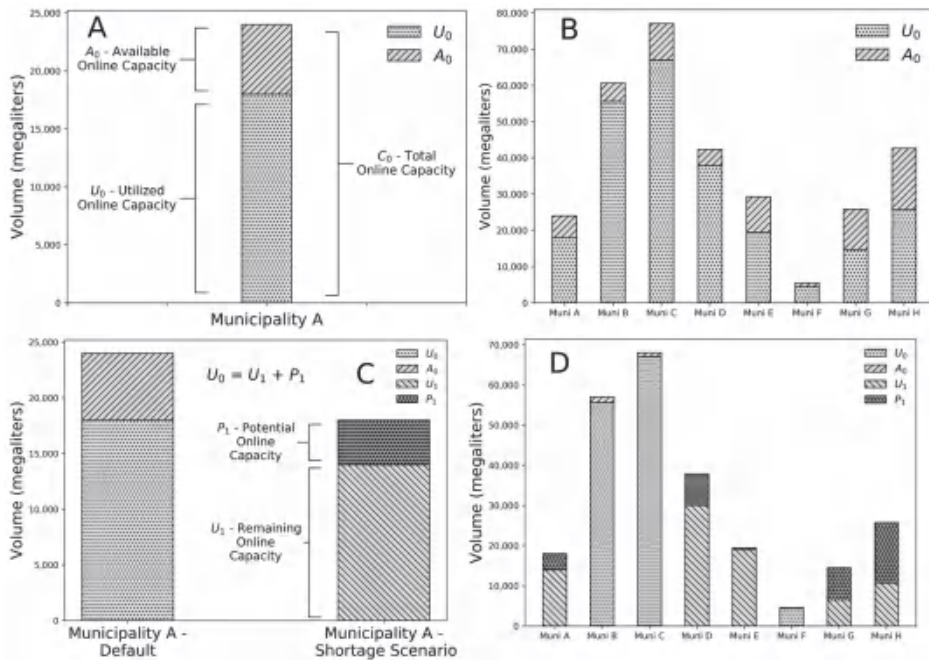 A
U₀
A₀
A₀ - Available
Online Capacity
U₀ - Utilized
Online Capacity
C₀ - Total
Online Capacity
Volume (megaliters)
25,000
20,000
15,000
10,000
5,000
0
Municipality A
B
U₀
A₀
Volume (megaliters)
80,000
70,000
60,000
50,000
40,000
30,000
20,000
10,000
0
Muni A Muni B Muni C Muni D Muni E Muni F Muni G Muni H
C
U₀
A₀
U₁
P₁
U₀ = U₁ + P₁
P₁ - Potential
Online
Capacity
U₁ - Remaining
Online
Capacity
Volume (megaliters)
25,000
20,000
15,000
10,000
5,000
0
Municipality A -
Default
Municipality A -
Shortage Scenario
D
U₀
A₀
U₁
P₁
Volume (megaliters)
70,000
60,000
50,000
40,000
30,000
20,000
10,000
0
Muni A Muni B Muni C Muni D Muni E Muni F Muni G Muni H